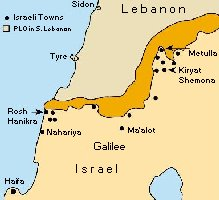 Israeli Towns
PLO in S. Lebanon
Sidon
Lebanon
Tyre
Metulla
Kiryat
Shemona
Rosh
Hanikra
Nahariya
Ma'alot
Galilee
Israel
Haifa